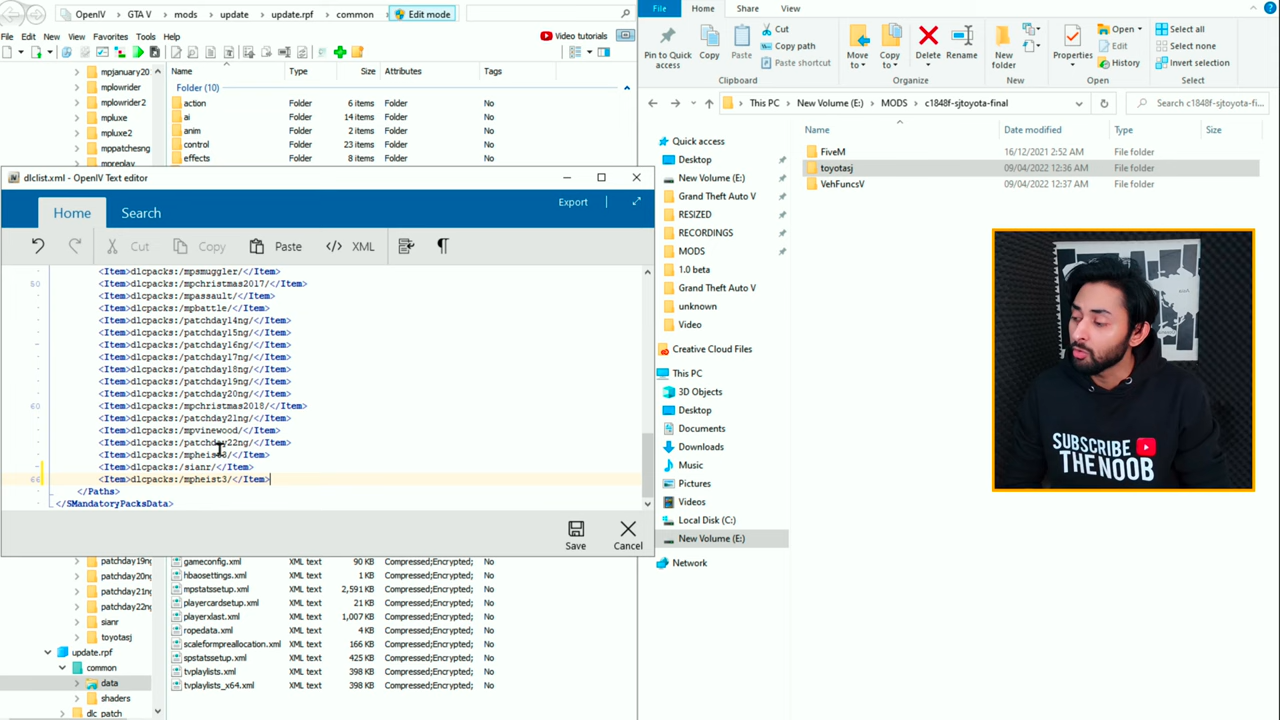 OpenIV GTA V mods update update.rpf common Edit mode
File Edit View Favorites Tools Help
Video tutorials
Name Type Size Attributes Tags
Folder (10)
action Folder 6 items Folder; No
ai Folder 14 items Folder; No
anim Folder 2 items Folder; No
control Folder 23 items Folder; No
effects Folder 8 items Folder; No
mpjanuary20
mplowrider
mplowrider2
mpluxe
mpluxe2
mppatchesng
mpreplay
dlclist.xml - OpenIV Text editor
Home Search Export
Cut Copy Paste XML
<Item>dlcpacks:/mpsmuggler/</Item>
50 <Item>dlcpacks:/mpchristmas2017/</Item>
<Item>dlcpacks:/mpassault/</Item>
<Item>dlcpacks:/mpbattle/</Item>
<Item>dlcpacks:/patchday14ng/</Item>
<Item>dlcpacks:/patchday15ng/</Item>
<Item>dlcpacks:/patchday16ng/</Item>
<Item>dlcpacks:/patchday17ng/</Item>
<Item>dlcpacks:/patchday18ng/</Item>
<Item>dlcpacks:/patchday19ng/</Item>
<Item>dlcpacks:/patchday20ng/</Item>
60 <Item>dlcpacks:/mpchristmas2018/</Item>
<Item>dlcpacks:/patchday21ng/</Item>
<Item>dlcpacks:/mpvinewood/</Item>
<Item>dlcpacks:/patchday22ng/</Item>
<Item>dlcpacks:/mpheist3/</Item>
<Item>dlcpacks:/sianr/</Item>
66 <Item>dlcpacks:/mpheist3/</Item>
</Paths>
</SMandatoryPacksData>
Save Cancel
patchday19ng
patchday20ng
patchday21ng
patchday22ng
sianr
toyotasj
update.rpf
common
data
shaders
dlc_patch
gameconfig.xml XML text 90 KB Compressed;Encrypted; No
hbaosettings.xml XML text 1 KB Compressed;Encrypted; No
mpstatssetup.xml XML text 2,591 KB Compressed;Encrypted; No
playercardsetup.xml XML text 21 KB Compressed;Encrypted; No
playerxlast.xml XML text 1,007 KB Compressed;Encrypted; No
ropedata.xml XML text 4 KB Compressed;Encrypted; No
scaleformpreallocation.xml XML text 166 KB Compressed;Encrypted; No
spstatssetup.xml XML text 425 KB Compressed;Encrypted; No
tvplaylists.xml XML text 398 KB Compressed;Encrypted; No
tvplaylists_x64.xml XML text 398 KB Compressed;Encrypted; No
File Home Share View
Pin to Quick access
Copy Paste
Cut
Copy path
Paste shortcut
Clipboard
Move to
Copy to
Delete Rename
Organize
New folder
New
Properties
Open
Edit
History
Open
Select all
Select none
Invert selection
Select
This PC New Volume (E:) MODS c1848f-sjtoyota-final Search c1848f-sjtoyota-fi...
Name Date modified Type Size
FiveM 16/12/2021 2:52 AM File folder
toyotasj 09/04/2022 12:36 AM File folder
VehFuncsV 09/04/2022 12:37 AM File folder
Quick access
Desktop
New Volume (E:)
Grand Theft Auto V
RESIZED
RECORDINGS
MODS
1.0 beta
Grand Theft Auto V
unknown
Video
Creative Cloud Files
This PC
3D Objects
Desktop
Documents
Downloads
Music
Pictures
Videos
Local Disk (C:)
New Volume (E:)
Network
SUBSCRIBE
THENOOB